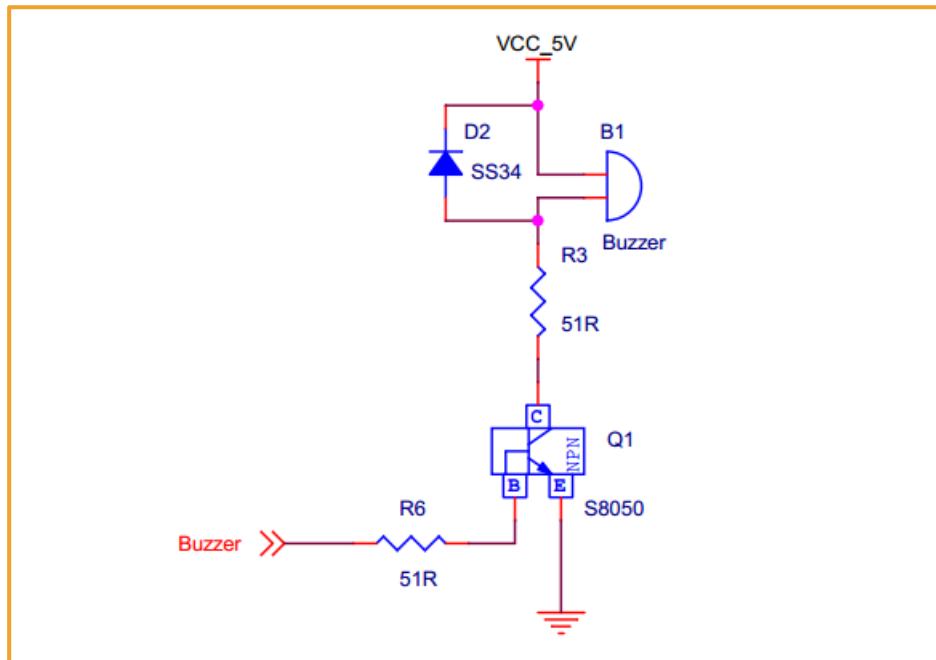 VCC_5V
D2
B1
SS34
Buzzer
R3
51R
C
Q1
NPN
B
E
S8050
R6
Buzzer
51R